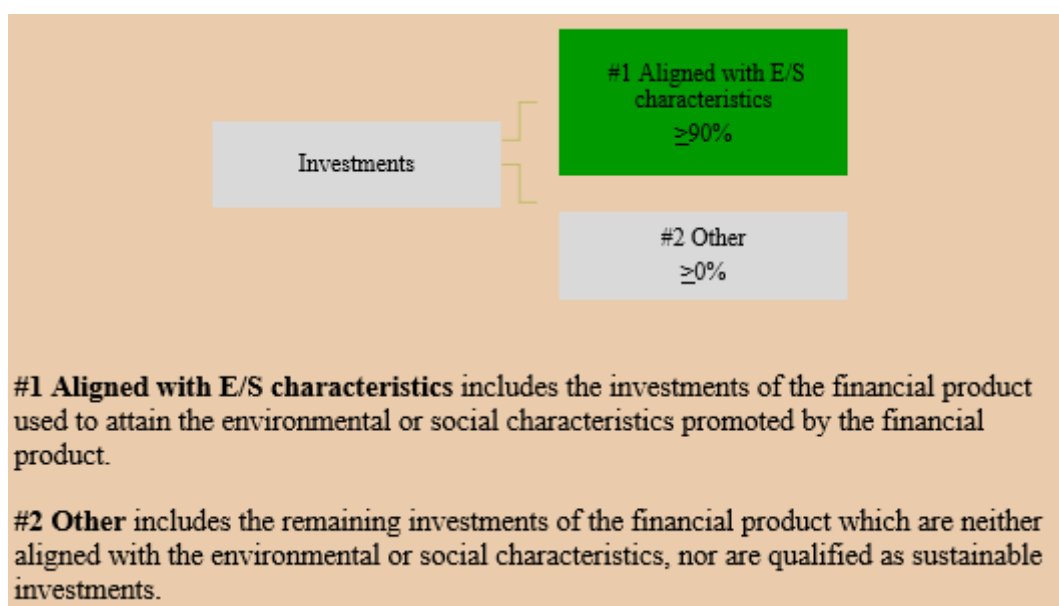 #1 Aligned with E/S
characteristics
≥90%
Investments
#2 Other
≥0%
#1 Aligned with E/S characteristics includes the investments of the financial product
used to attain the environmental or social characteristics promoted by the financial
product.
#2 Other includes the remaining investments of the financial product which are neither
aligned with the environmental or social characteristics, nor are qualified as sustainable
investments.